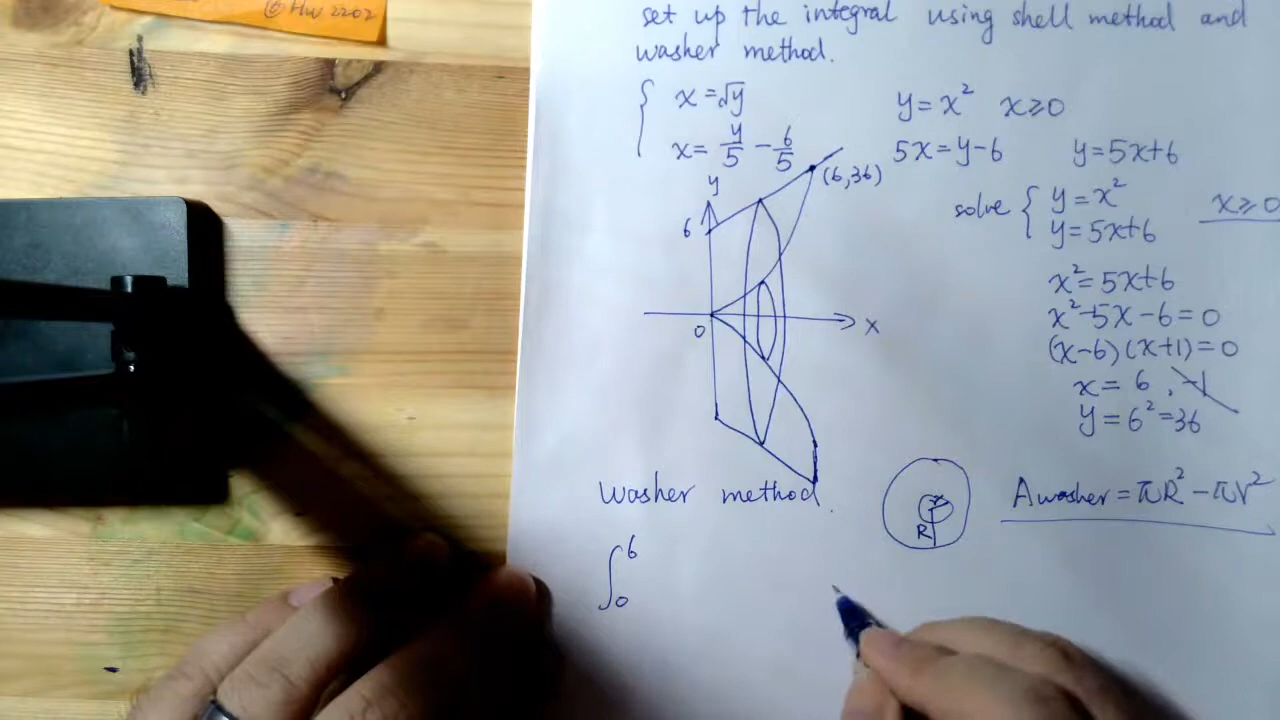 ©HW2202
set up the integral using shell method and
washer method.
x = √y
y = x² x ≥ 0
x = y/5 - 6/5
5x = y - 6
y = 5x + 6
y
(6,36)
6
0
x
solve { y = x²
y = 5x + 6
x ≥ 0
x² = 5x + 6
x² - 5x - 6 = 0
(x - 6)(x + 1) = 0
x = 6, -1
y = 6² = 36
washer method.
r
R
Awasher = πR² - πr²
∫₀⁶